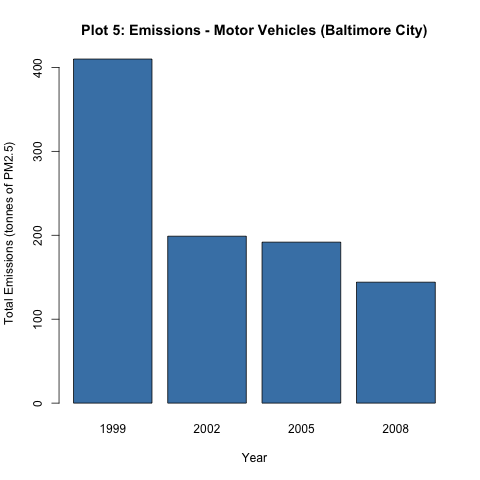 Plot 5: Emissions - Motor Vehicles (Baltimore City)
Total Emissions (tonnes of PM2.5)
400
300
200
100
0
1999 2002 2005 2008
Year